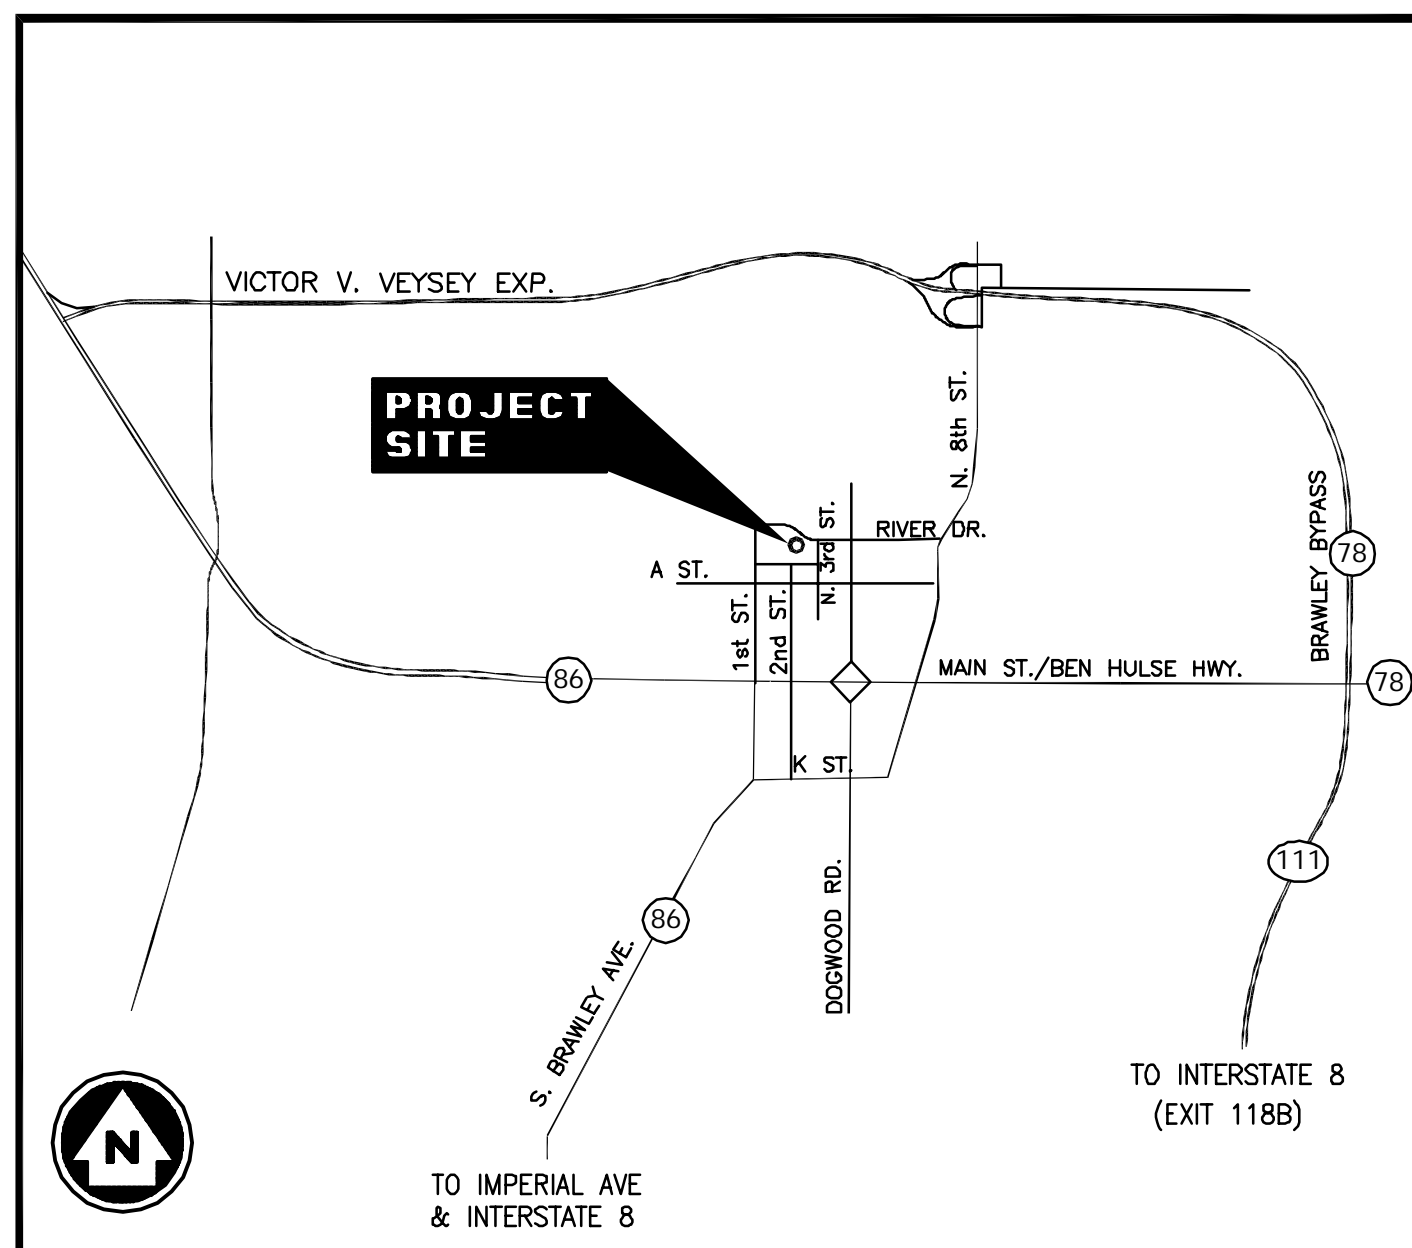 VICTOR V. VEYSEY EXP.
PROJECT
SITE
N. 8th ST.
BRAWLEY BYPASS
N. 3rd ST.
RIVER DR.
78
A ST.
1st ST.
2nd ST.
86
MAIN ST./BEN HULSE HWY.
78
K ST.
111
86
DOGWOOD RD.
S. BRAWLEY AVE.
TO INTERSTATE 8
(EXIT 118B)
N
TO IMPERIAL AVE
& INTERSTATE 8